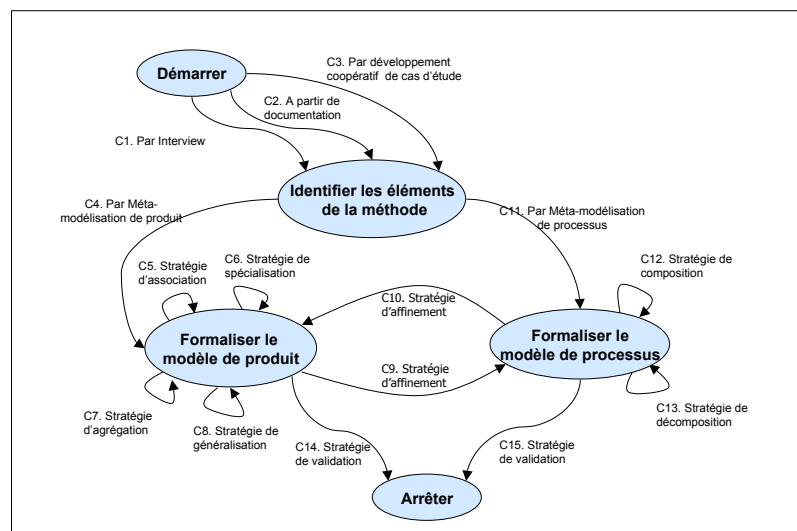 C3. Par développement
coopératif de cas d'étude
Démarrer
C2. A partir de
documentation
C1. Par Interview
Identifier les éléments
de la méthode
C4. Par Méta-
modélisation de produit
C11. Par Méta-modélisation
de processus
C5. Stratégie
d'association
C6. Stratégie de
spécialisation
C12. Stratégie de
composition
C10. Stratégie
d'affinement
Formaliser le
modèle de produit
Formaliser le
modèle de processus
C9. Stratégie
d'affinement
C7. Stratégie
d'agrégation
C8. Stratégie de
généralisation
C13. Stratégie de
décomposition
C14. Stratégie
de validation
C15. Stratégie
de validation
Arrêter